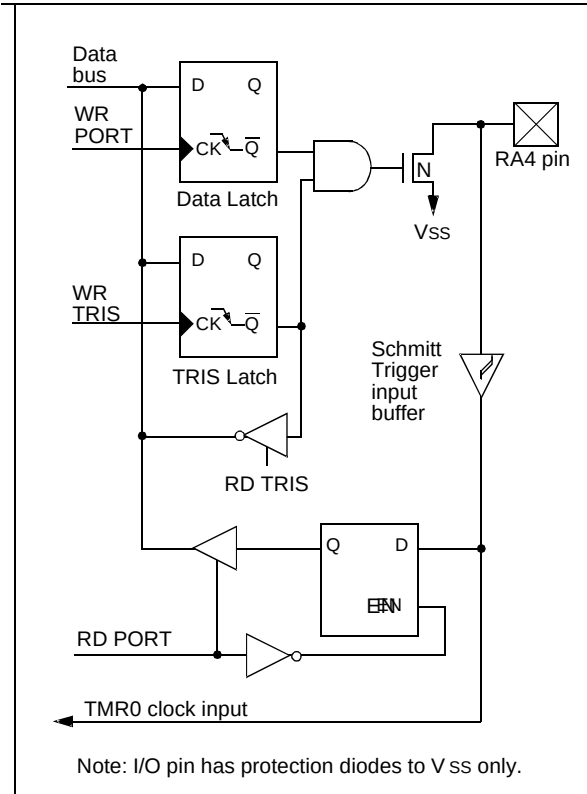 Data
bus
D Q
WR
PORT
CK Q
N
RA4 pin
Data Latch
VSS
D Q
WR
TRIS
CK Q
TRIS Latch
Schmitt
Trigger
input
buffer
RD TRIS
Q D
EN
RD PORT
TMR0 clock input
Note: I/O pin has protection diodes to V SS only.